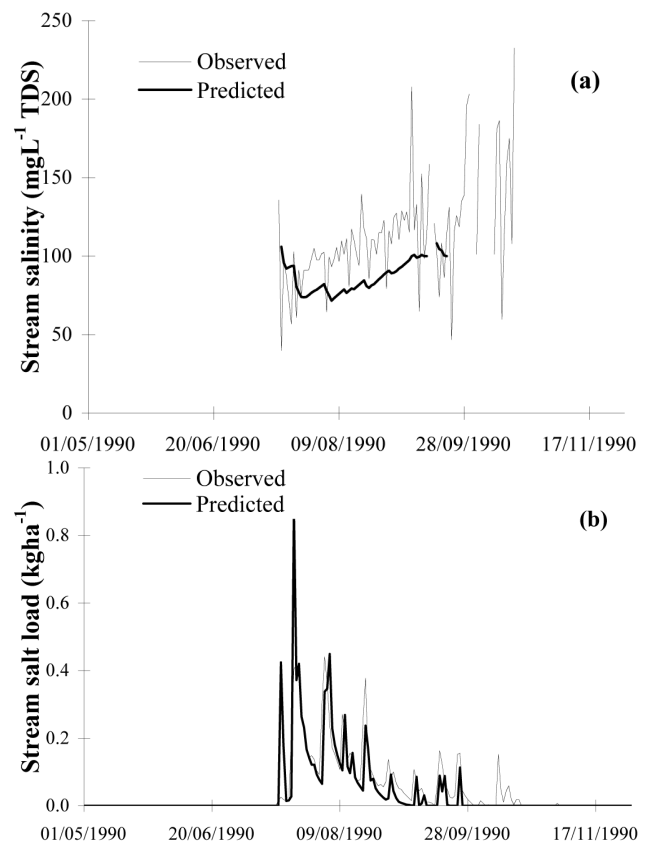 250
Observed
Predicted
(a)
200
150
100
50
0
Stream salinity (mgL⁻¹ TDS)
01/05/1990 20/06/1990 09/08/1990 28/09/1990 17/11/1990
1.0
Observed
Predicted
(b)
0.8
0.6
0.4
0.2
0.0
Stream salt load (kgha⁻¹)
01/05/1990 20/06/1990 09/08/1990 28/09/1990 17/11/1990